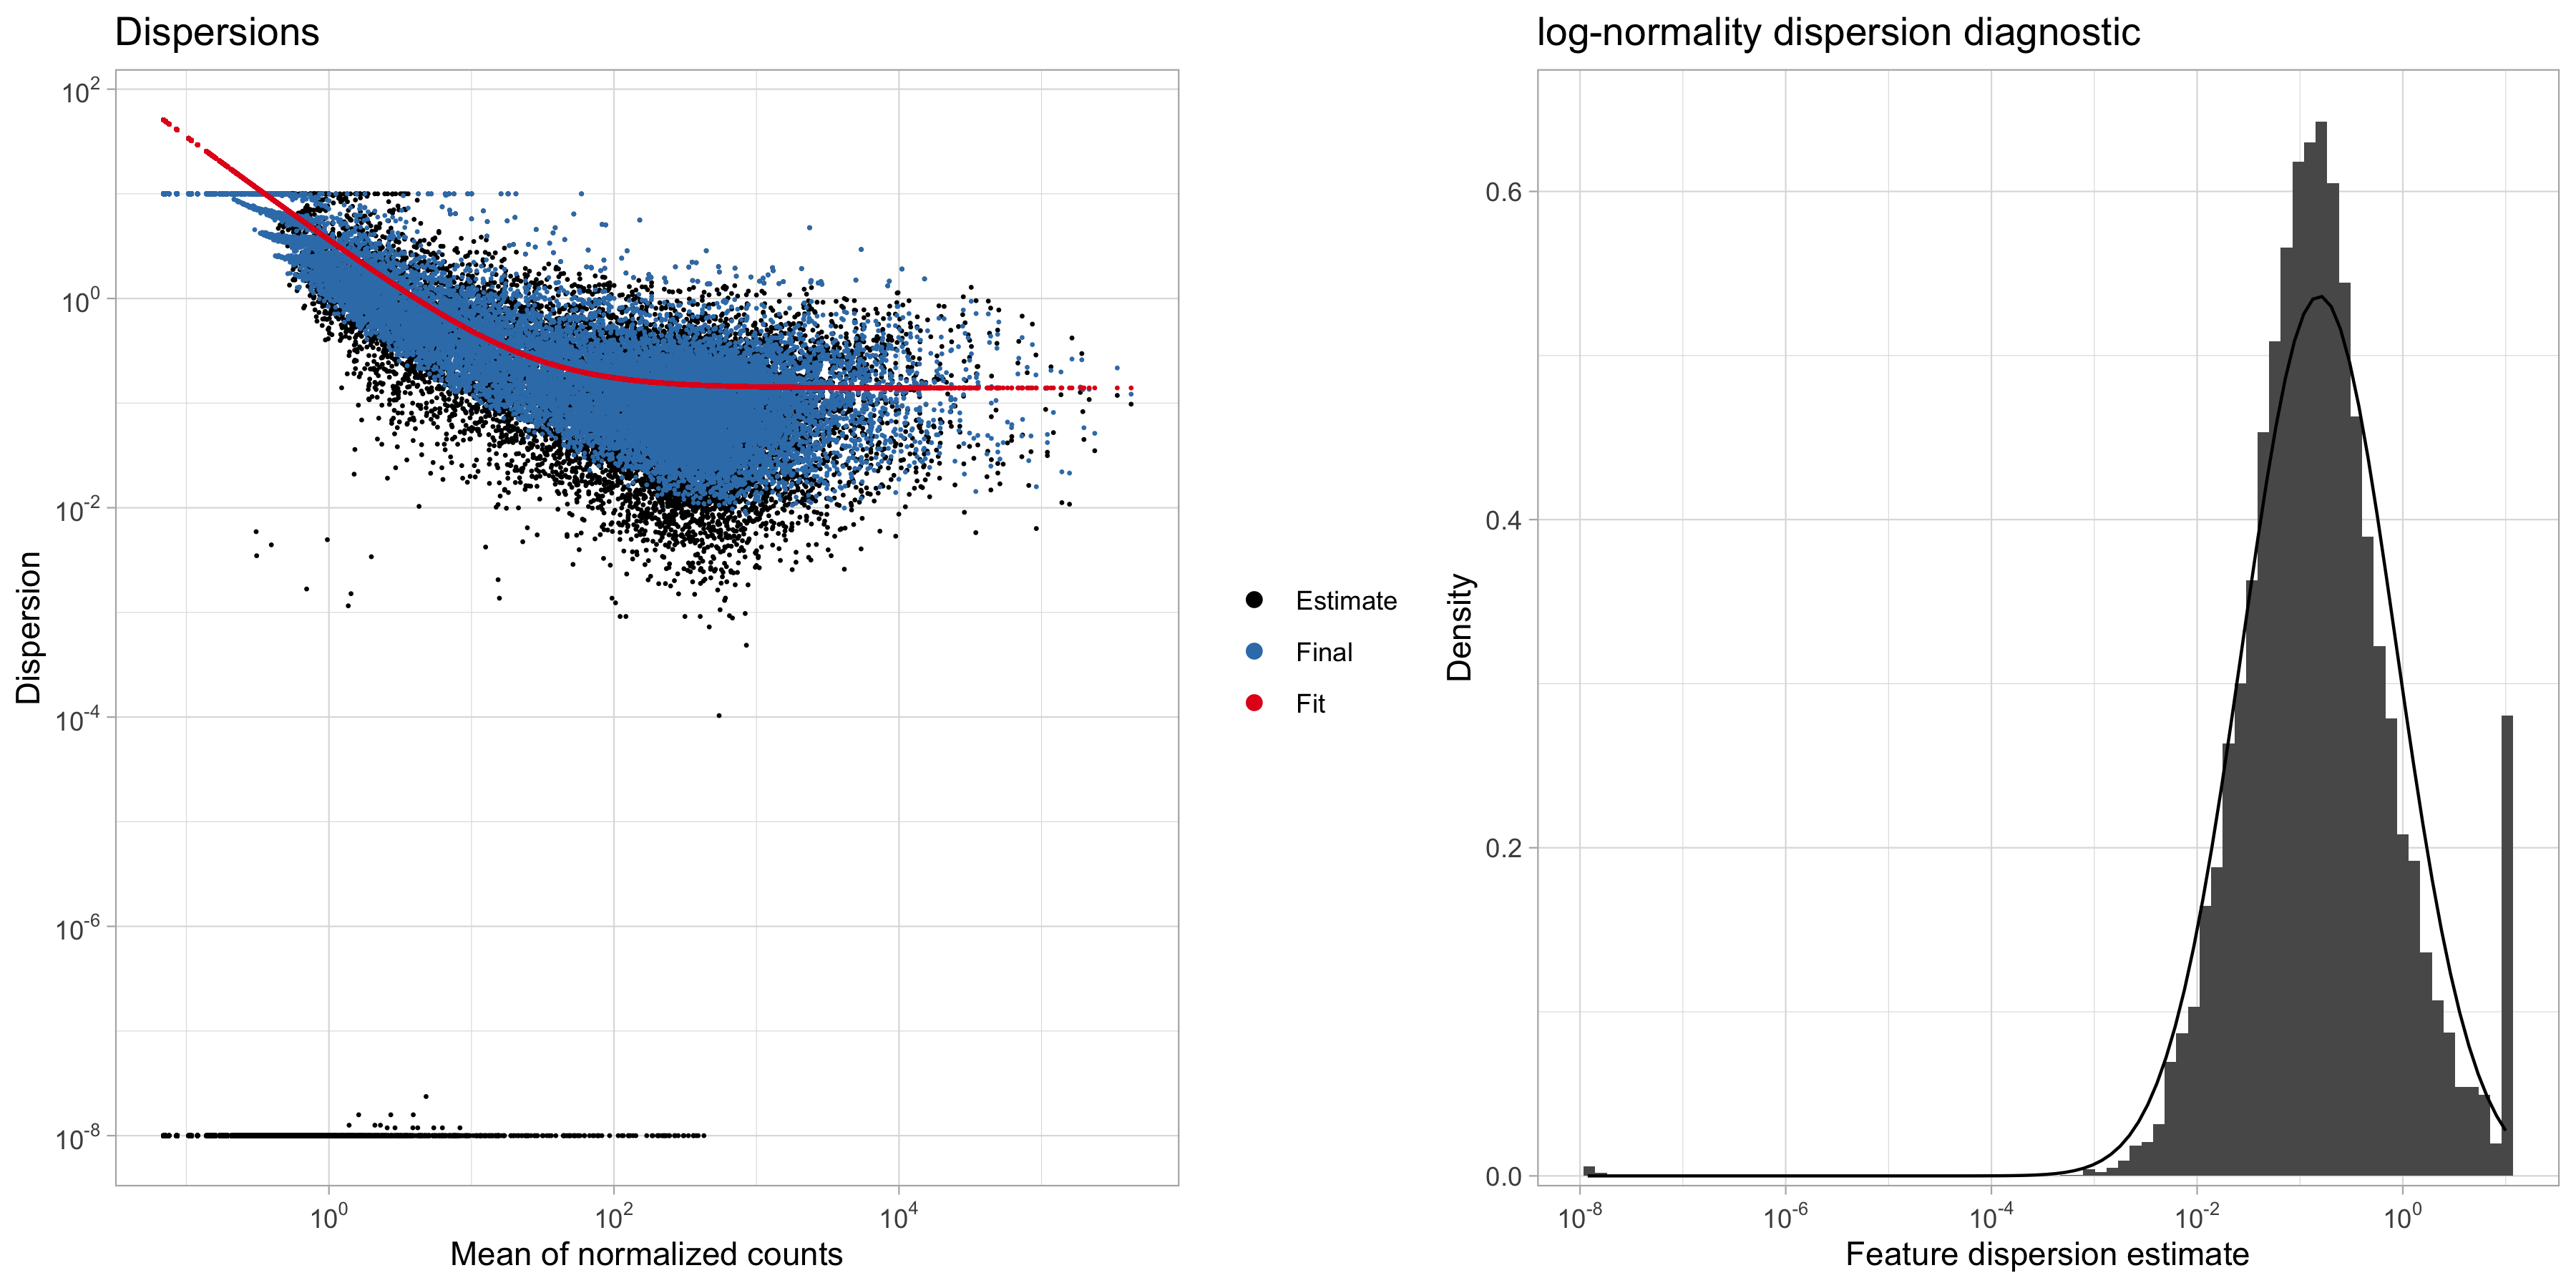 Dispersions
log-normality dispersion diagnostic
10^2
10^0
10^-2
10^-4
10^-6
10^-8
Dispersion
10^0
10^2
10^4
Mean of normalized counts
Estimate
Final
Fit
0.6
0.4
0.2
0.0
Density
10^-8
10^-6
10^-4
10^-2
10^0
Feature dispersion estimate